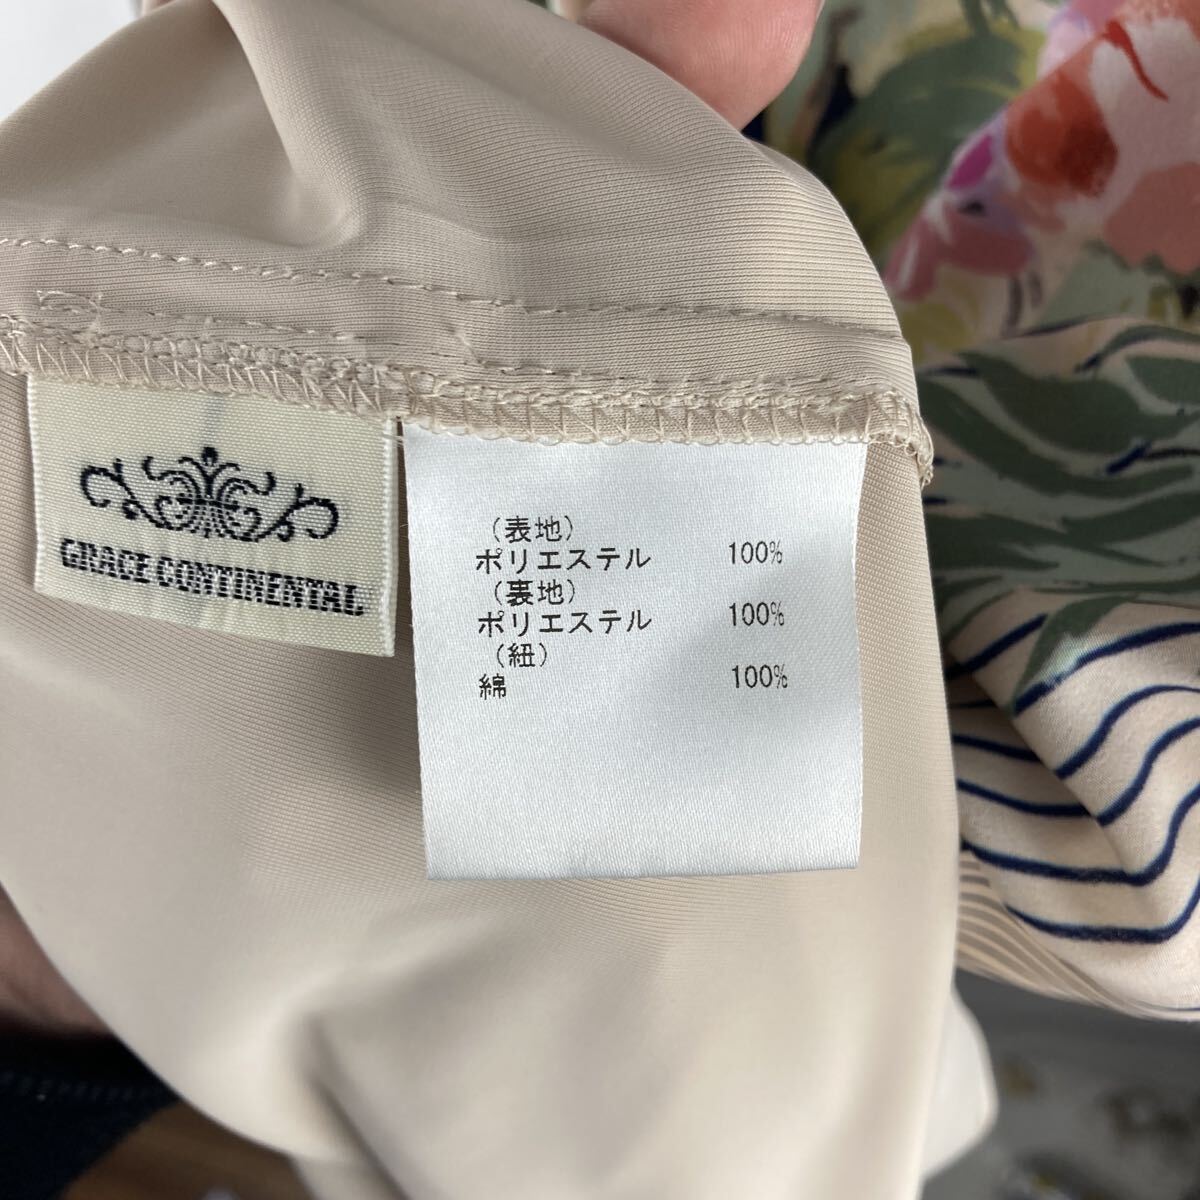 GRACE CONTINENTAL
（表地）
ポリエステル 100%
（裏地）
ポリエステル 100%
（紐）
綿 100%